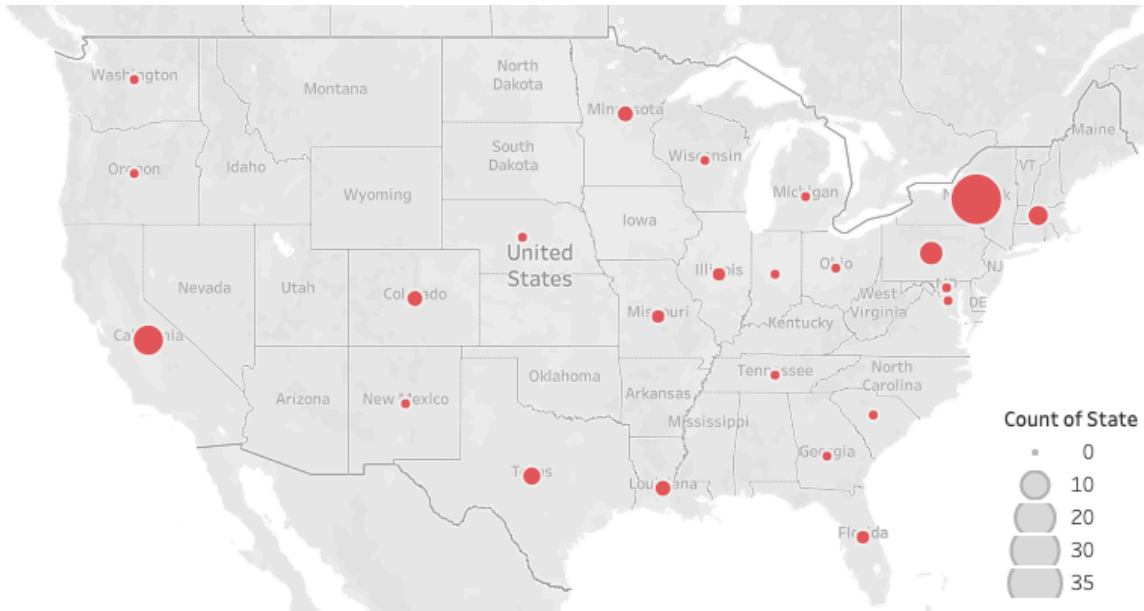 Washington
Montana
North
Dakota
Minnesota
Maine
Oregon
Idaho
South
Dakota
Wisconsin
VT
Wyoming
Michigan
Iowa
United
States
Nevada
Utah
Colorado
Illinois
Ohio
NJ
MD
DE
West
Virginia
California
Missouri
Kentucky
Tennessee
North
Carolina
Arizona
New Mexico
Oklahoma
Arkansas
Mississippi
Georgia
Texas
Louisiana
Florida
Count of State
0
10
20
30
35